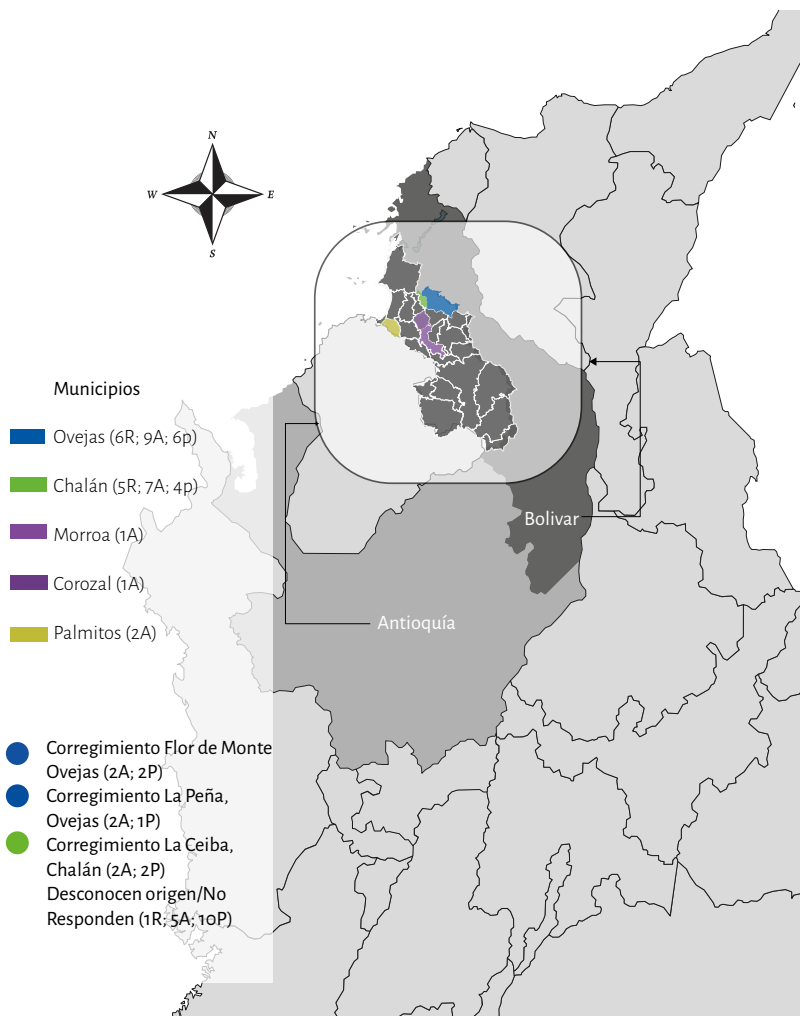 N
W
E
S
Municipios
Ovejas (6R; 9A; 6p)
Chalán (5R; 7A; 4p)
Morroa (1A)
Corozal (1A)
Palmitos (2A)
Bolivar
Antioquía
Corregimiento Flor de Monte
Ovejas (2A; 2P)
Corregimiento La Peña,
Ovejas (2A; 1P)
Corregimiento La Ceiba,
Chalán (2A; 2P)
Desconocen origen/No
Responden (1R; 5A; 10P)